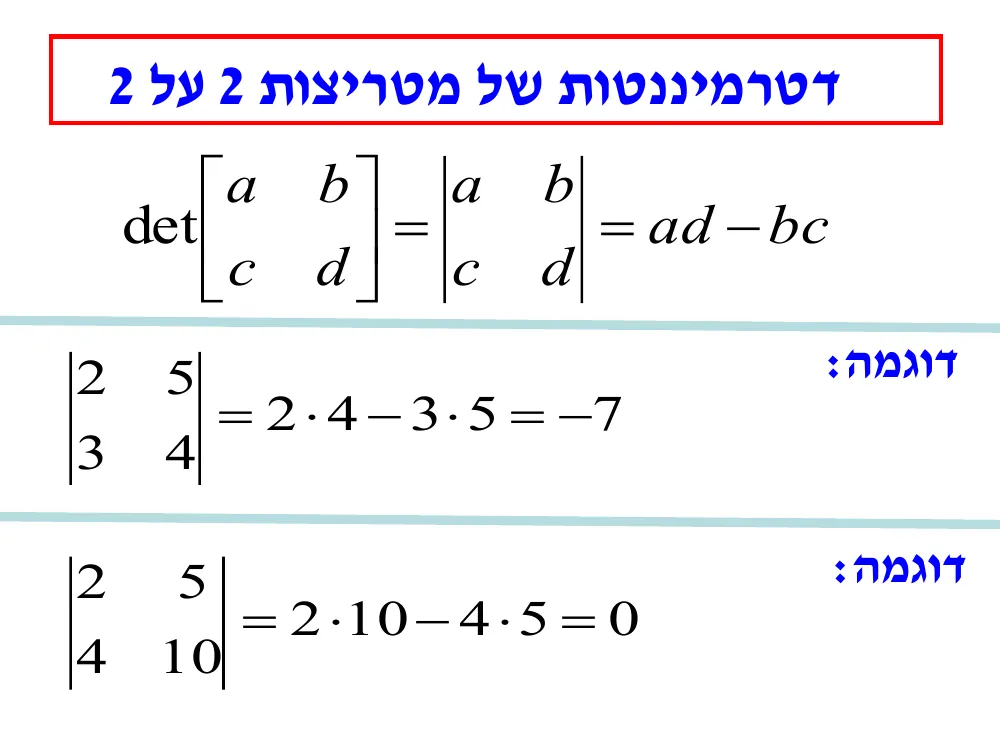 דטרמיננטות של מטריצות 2 על 2
det[a b; c d] = |a b; c d| = ad − bc
דוגמה:
|2 5; 3 4| = 2·4 − 3·5 = −7
דוגמה:
|2 5; 4 10| = 2·10 − 4·5 = 0